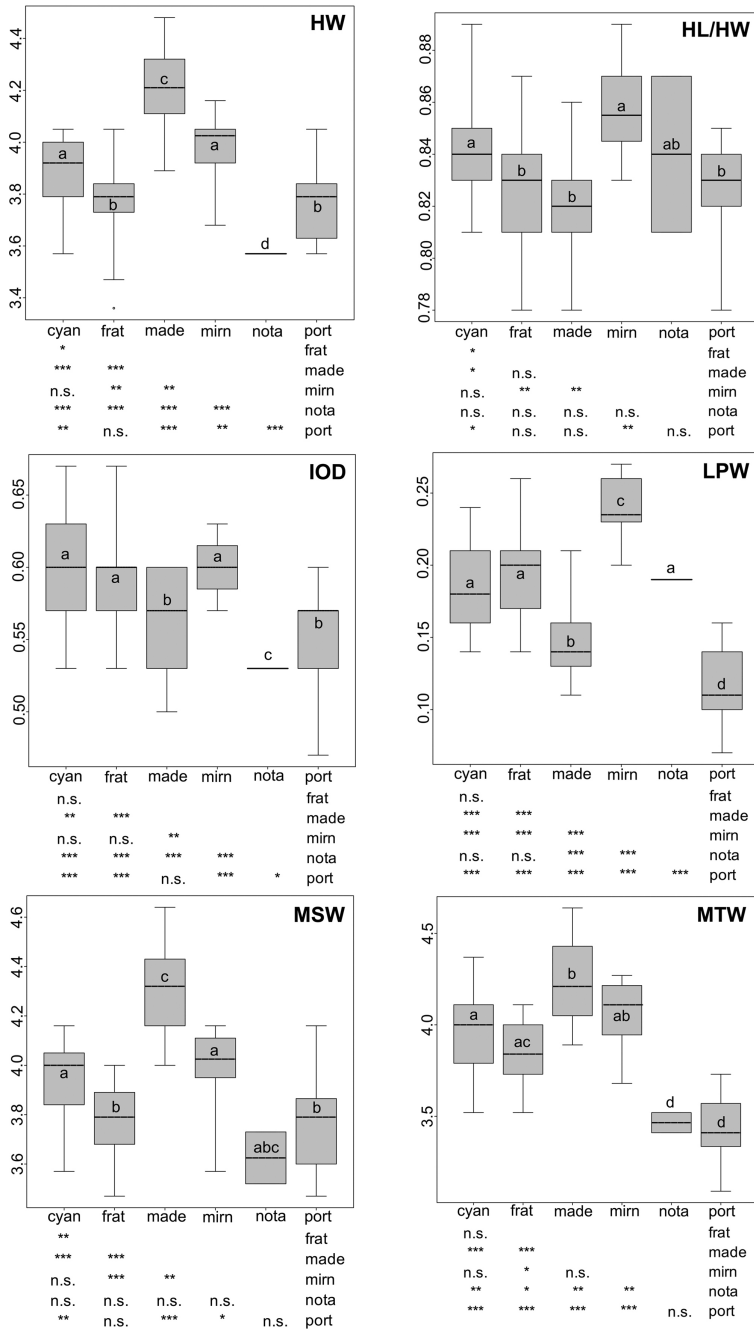 HW
4.4
4.2
4.0
3.8
3.6
3.4
a
b
c
a
d
b
cyan frat made mirn nota port
* frat
*** *** made
n.s. ** ** mirn
*** *** *** *** nota
** n.s. *** ** *** port
HL/HW
0.88
0.86
0.84
0.82
0.80
0.78
a
b
b
a
ab
b
cyan frat made mirn nota port
* frat
* n.s. made
n.s. ** ** mirn
n.s. n.s. n.s. n.s. nota
* n.s. n.s. ** n.s. port
IOD
0.65
0.60
0.55
0.50
a
a
b
a
c
b
cyan frat made mirn nota port
n.s. frat
** *** made
n.s. n.s. ** mirn
*** *** *** *** nota
*** *** n.s. *** * port
LPW
0.25
0.20
0.15
0.10
a
a
b
c
a
d
cyan frat made mirn nota port
n.s. frat
*** *** made
*** *** *** mirn
n.s. n.s. *** *** nota
*** *** *** *** *** port
MSW
4.6
4.4
4.2
4.0
3.8
3.6
a
b
c
a
abc
b
cyan frat made mirn nota port
** frat
*** *** made
n.s. *** ** mirn
n.s. n.s. n.s. n.s. nota
** n.s. *** * n.s. port
MTW
4.5
4.0
3.5
a
ac
b
ab
d
d
cyan frat made mirn nota port
n.s. frat
*** *** made
n.s. * n.s. mirn
** * ** ** nota
*** *** *** *** n.s. port